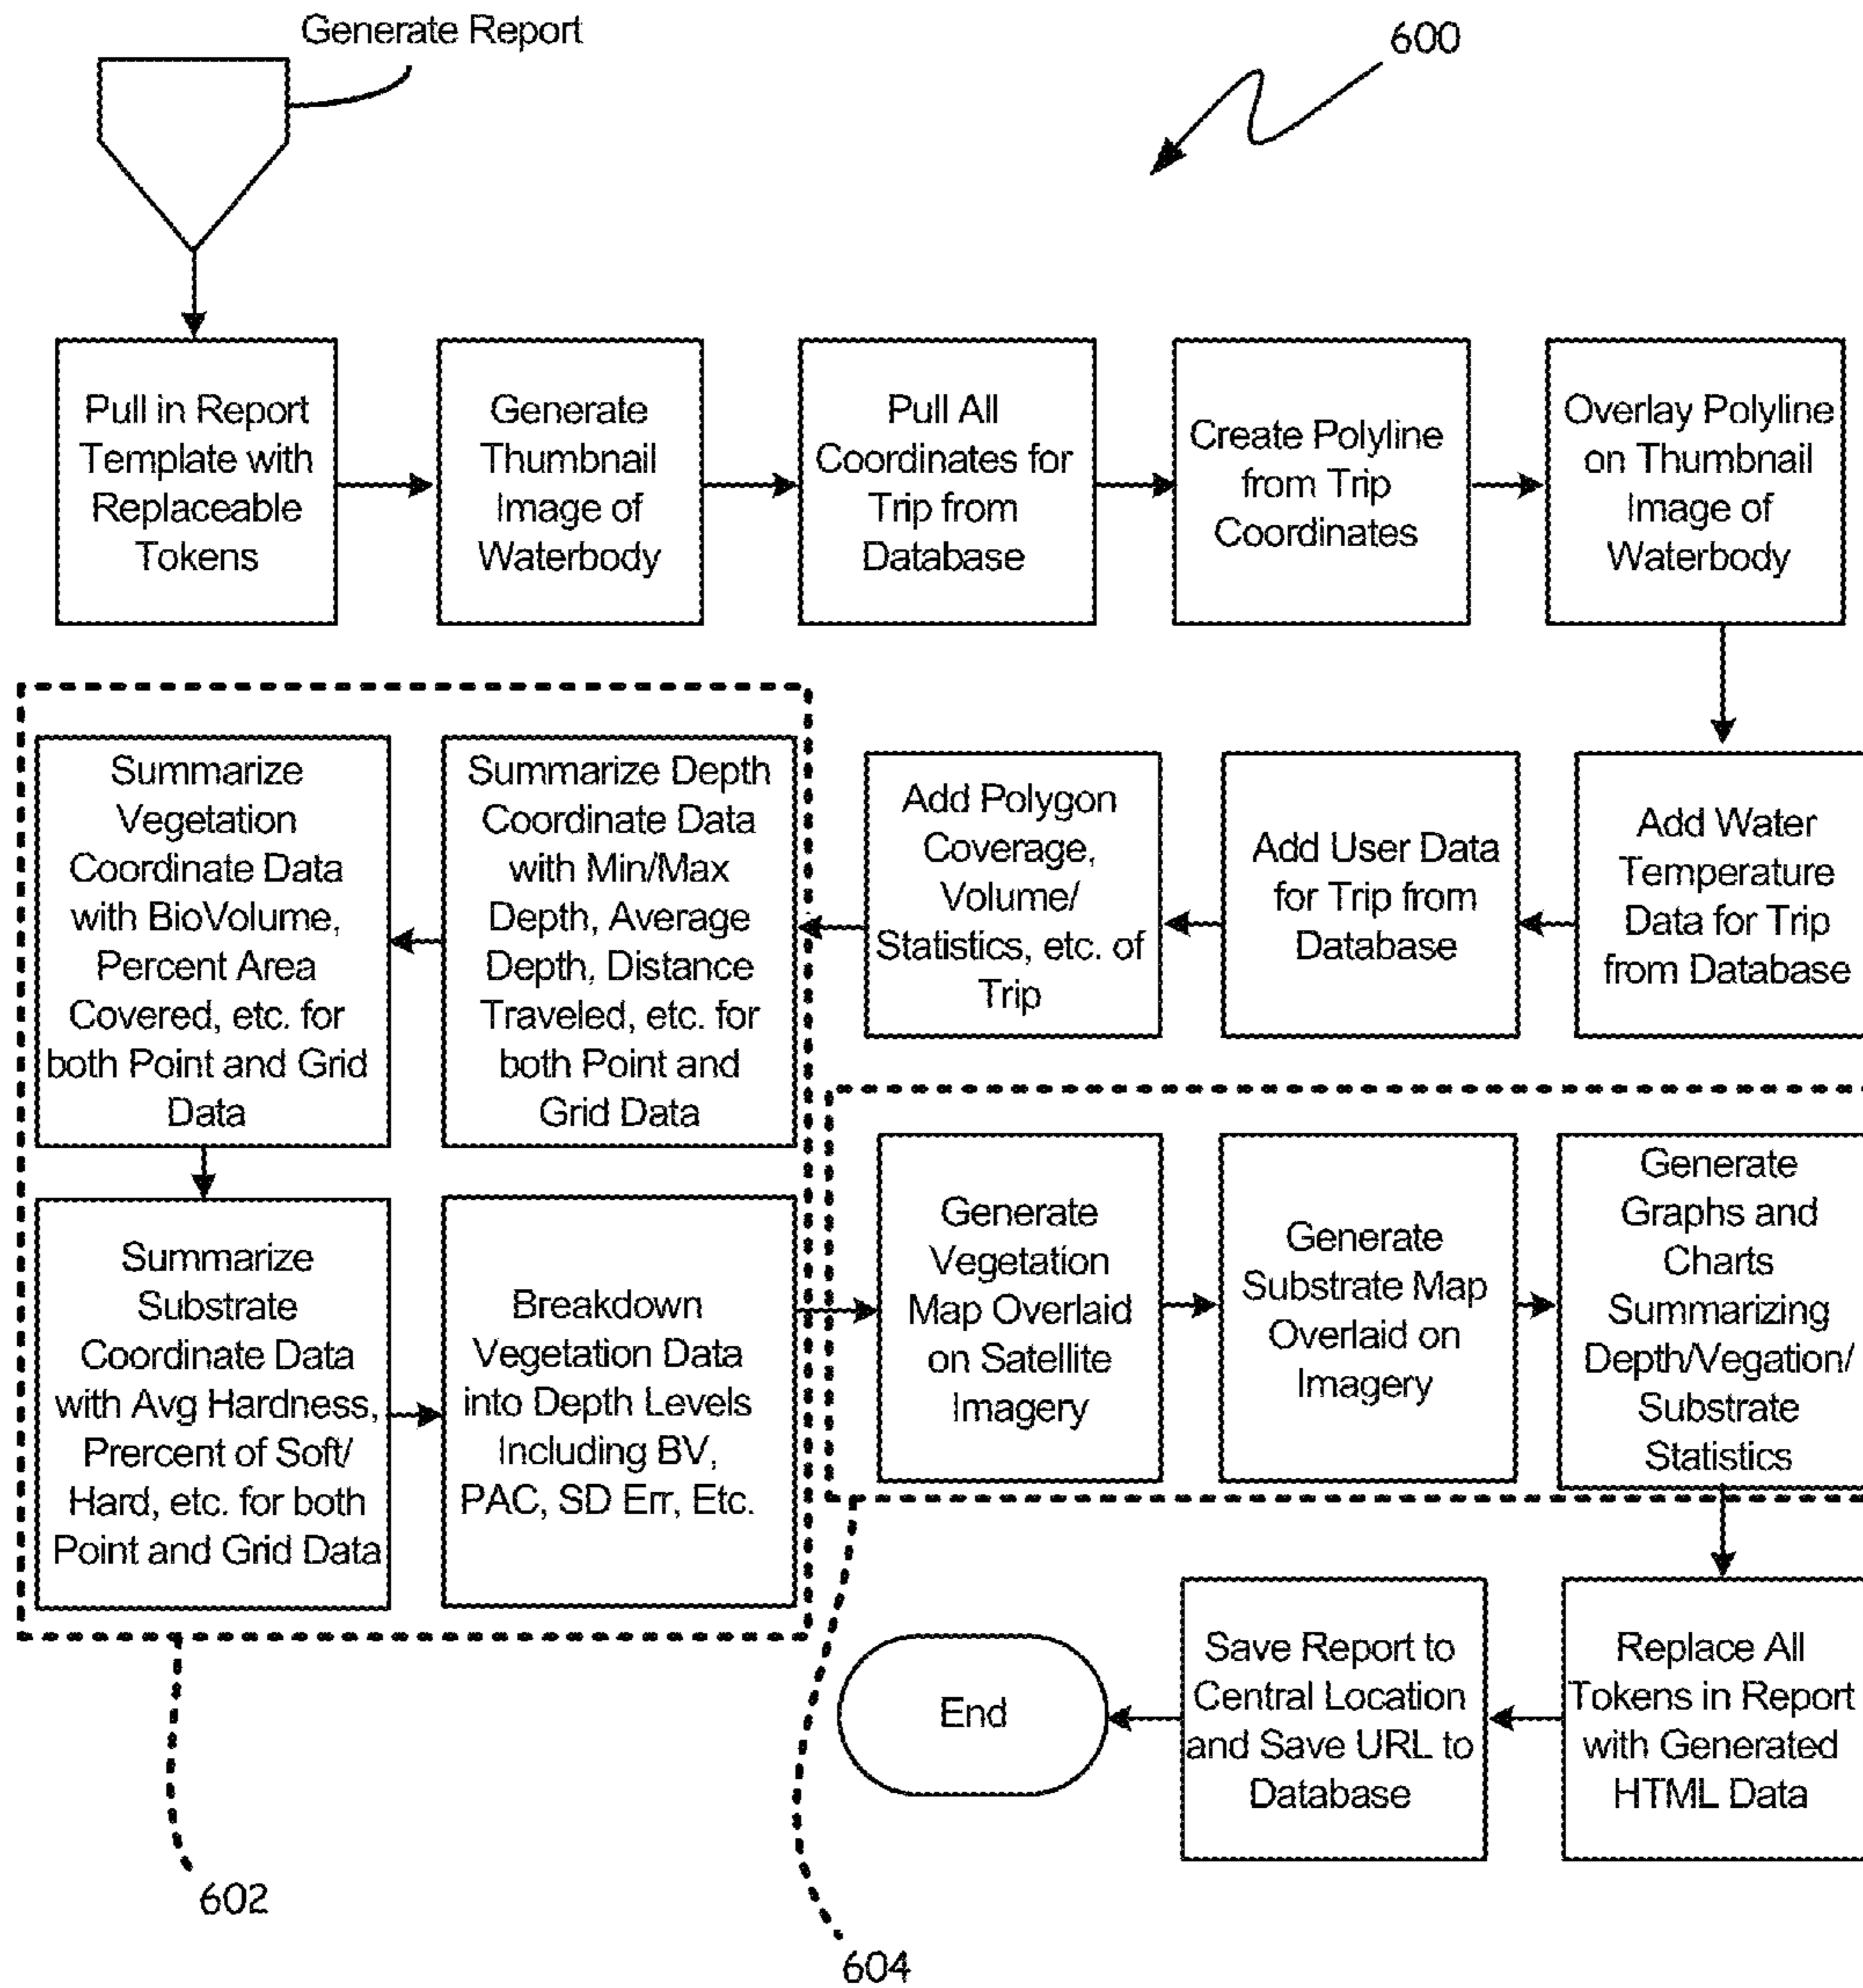 Generate Report
600
Pull in Report
Template with
Replaceable
Tokens
Generate
Thumbnail
Image of
Waterbody
Pull All
Coordinates for
Trip from
Database
Create Polyline
from Trip
Coordinates
Overlay Polyline
on Thumbnail
Image of
Waterbody
Add Water
Temperature
Data for Trip
from Database
Add User Data
for Trip from
Database
Add Polygon
Coverage,
Volume/
Statistics, etc. of
Trip
Summarize Depth
Coordinate Data
with Min/Max
Depth, Average
Depth, Distance
Traveled, etc. for
both Point and
Grid Data
Summarize
Vegetation
Coordinate Data
with BioVolume,
Percent Area
Covered, etc. for
both Point and Grid
Data
Summarize
Substrate
Coordinate Data
with Avg Hardness,
Prercent of Soft/
Hard, etc. for both
Point and Grid Data
Breakdown
Vegetation Data
into Depth Levels
Including BV,
PAC, SD Err, Etc.
Generate
Vegetation
Map Overlaid
on Satellite
Imagery
Generate
Substrate Map
Overlaid on
Imagery
Generate
Graphs and
Charts
Summarizing
Depth/Vegation/
Substrate
Statistics
Replace All
Tokens in Report
with Generated
HTML Data
Save Report to
Central Location
and Save URL to
Database
End
602
604